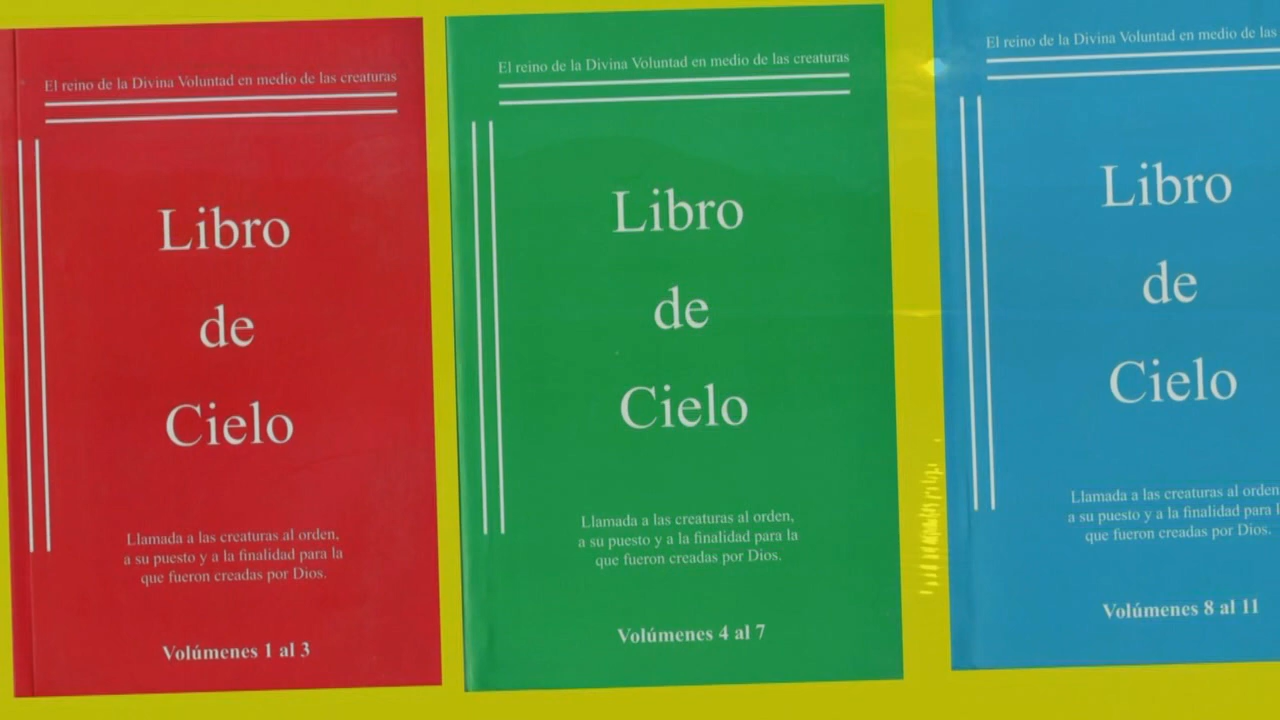 El reino de la Divina Voluntad en medio de las creaturas
Libro
de
Cielo
Llamada a las creaturas al orden,
a su puesto y a la finalidad para la
que fueron creadas por Dios.
Volúmenes 1 al 3
El reino de la Divina Voluntad en medio de las creaturas
Libro
de
Cielo
Llamada a las creaturas al orden,
a su puesto y a la finalidad para la
que fueron creadas por Dios.
Volúmenes 4 al 7
El reino de la Divina Voluntad en medio de las
Libro
de
Cielo
Llamada a las creaturas al orden
a su puesto y a la finalidad para
que fueron creadas por Dios.
Volúmenes 8 al 11